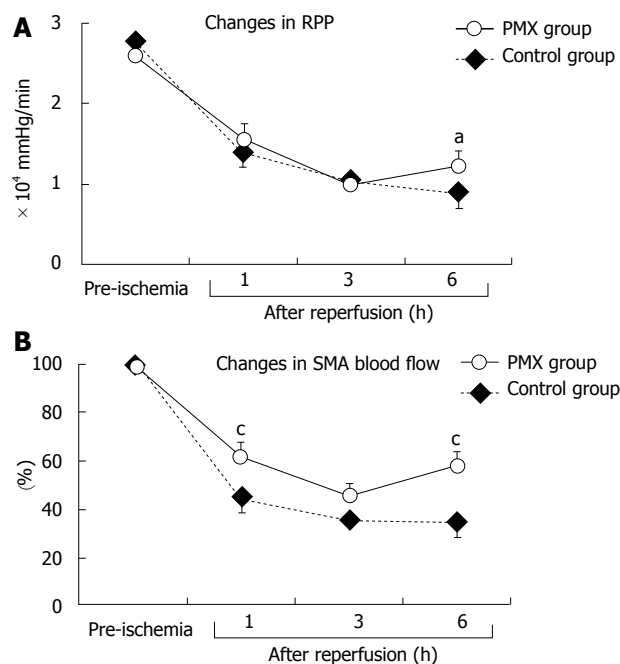 A
Changes in RPP
PMX group
Control group
3
2
1
0
× 10⁴ mmHg/min
a
Pre-ischemia
1
3
6
After reperfusion (h)
B
Changes in SMA blood flow
PMX group
Control group
100
80
60
40
20
0
(%)
c
c
Pre-ischemia
1
3
6
After reperfusion (h)